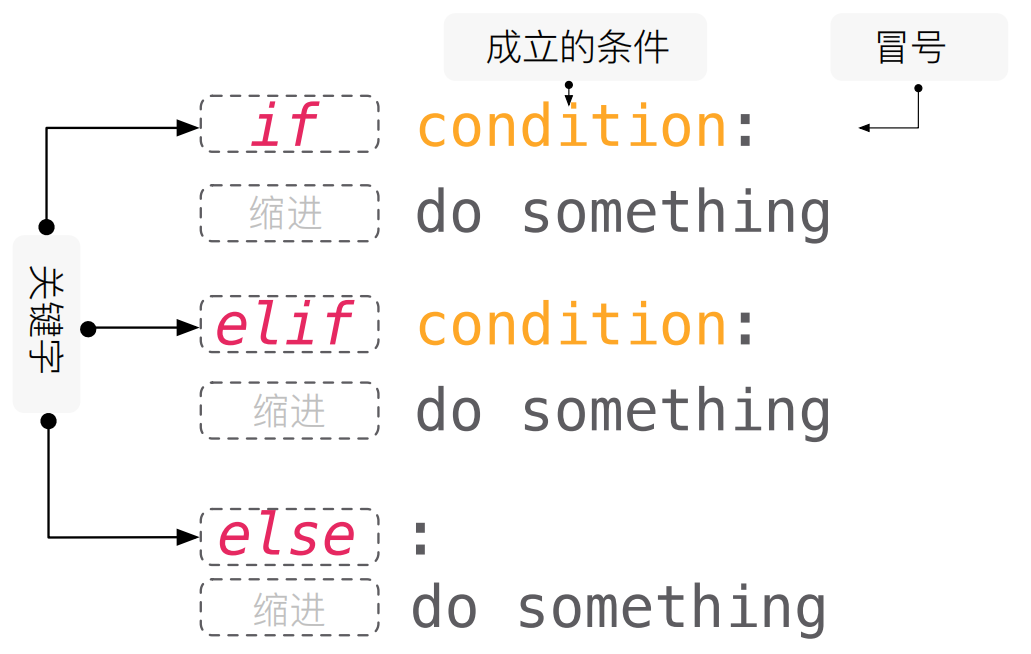 成立的条件
冒号
if condition:
缩进 do something
关键字
elif condition:
缩进 do something
else :
缩进 do something